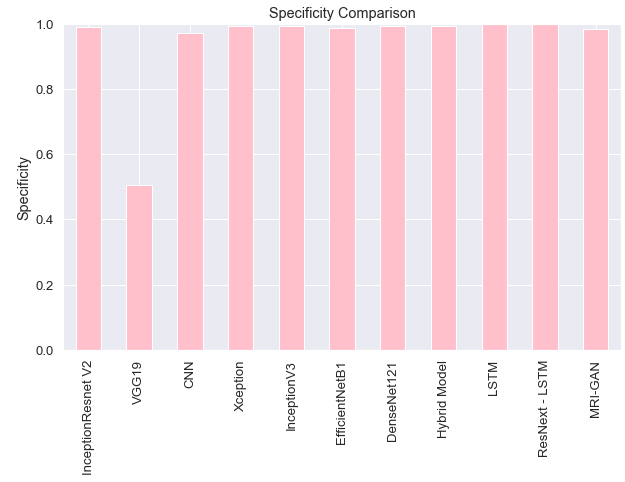 Specificity Comparison
1.0
0.8
0.6
0.4
0.2
0.0
Specificity
InceptionResnet V2
VGG19
CNN
Xception
InceptionV3
EfficientNetB1
DenseNet121
Hybrid Model
LSTM
ResNext - LSTM
MRI-GAN